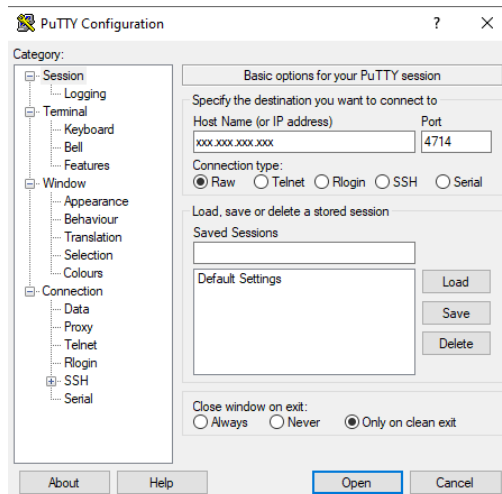 PuTTY Configuration
?
Category:
Session
Logging
Terminal
Keyboard
Bell
Features
Window
Appearance
Behaviour
Translation
Selection
Colours
Connection
Data
Proxy
Telnet
Rlogin
SSH
Serial
Basic options for your PuTTY session
Specify the destination you want to connect to
Host Name (or IP address) Port
xxx.xxx.xxx.xxx 4714
Connection type:
Raw Telnet Rlogin SSH Serial
Load, save or delete a stored session
Saved Sessions
Default Settings
Load
Save
Delete
Close window on exit:
Always Never Only on clean exit
About Help Open Cancel